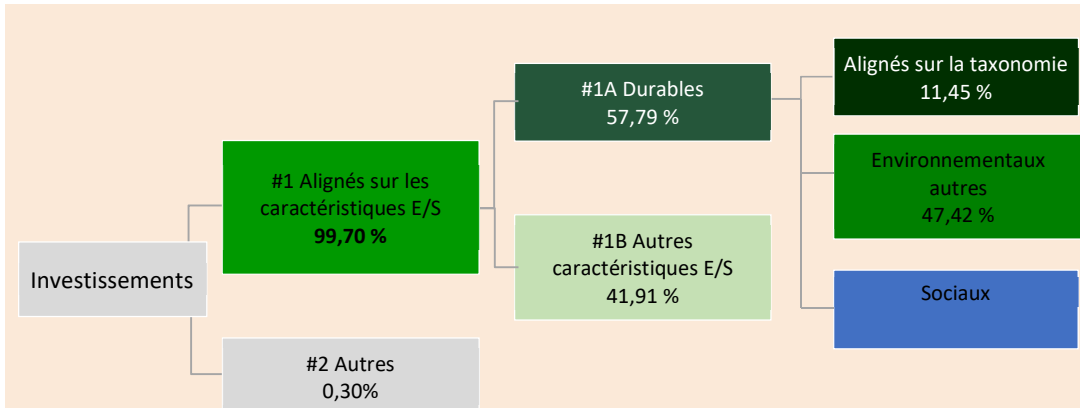 Investissements
#1 Alignés sur les
caractéristiques E/S
99,70 %
#2 Autres
0,30%
#1A Durables
57,79 %
#1B Autres
caractéristiques E/S
41,91 %
Alignés sur la taxonomie
11,45 %
Environnementaux
autres
47,42 %
Sociaux